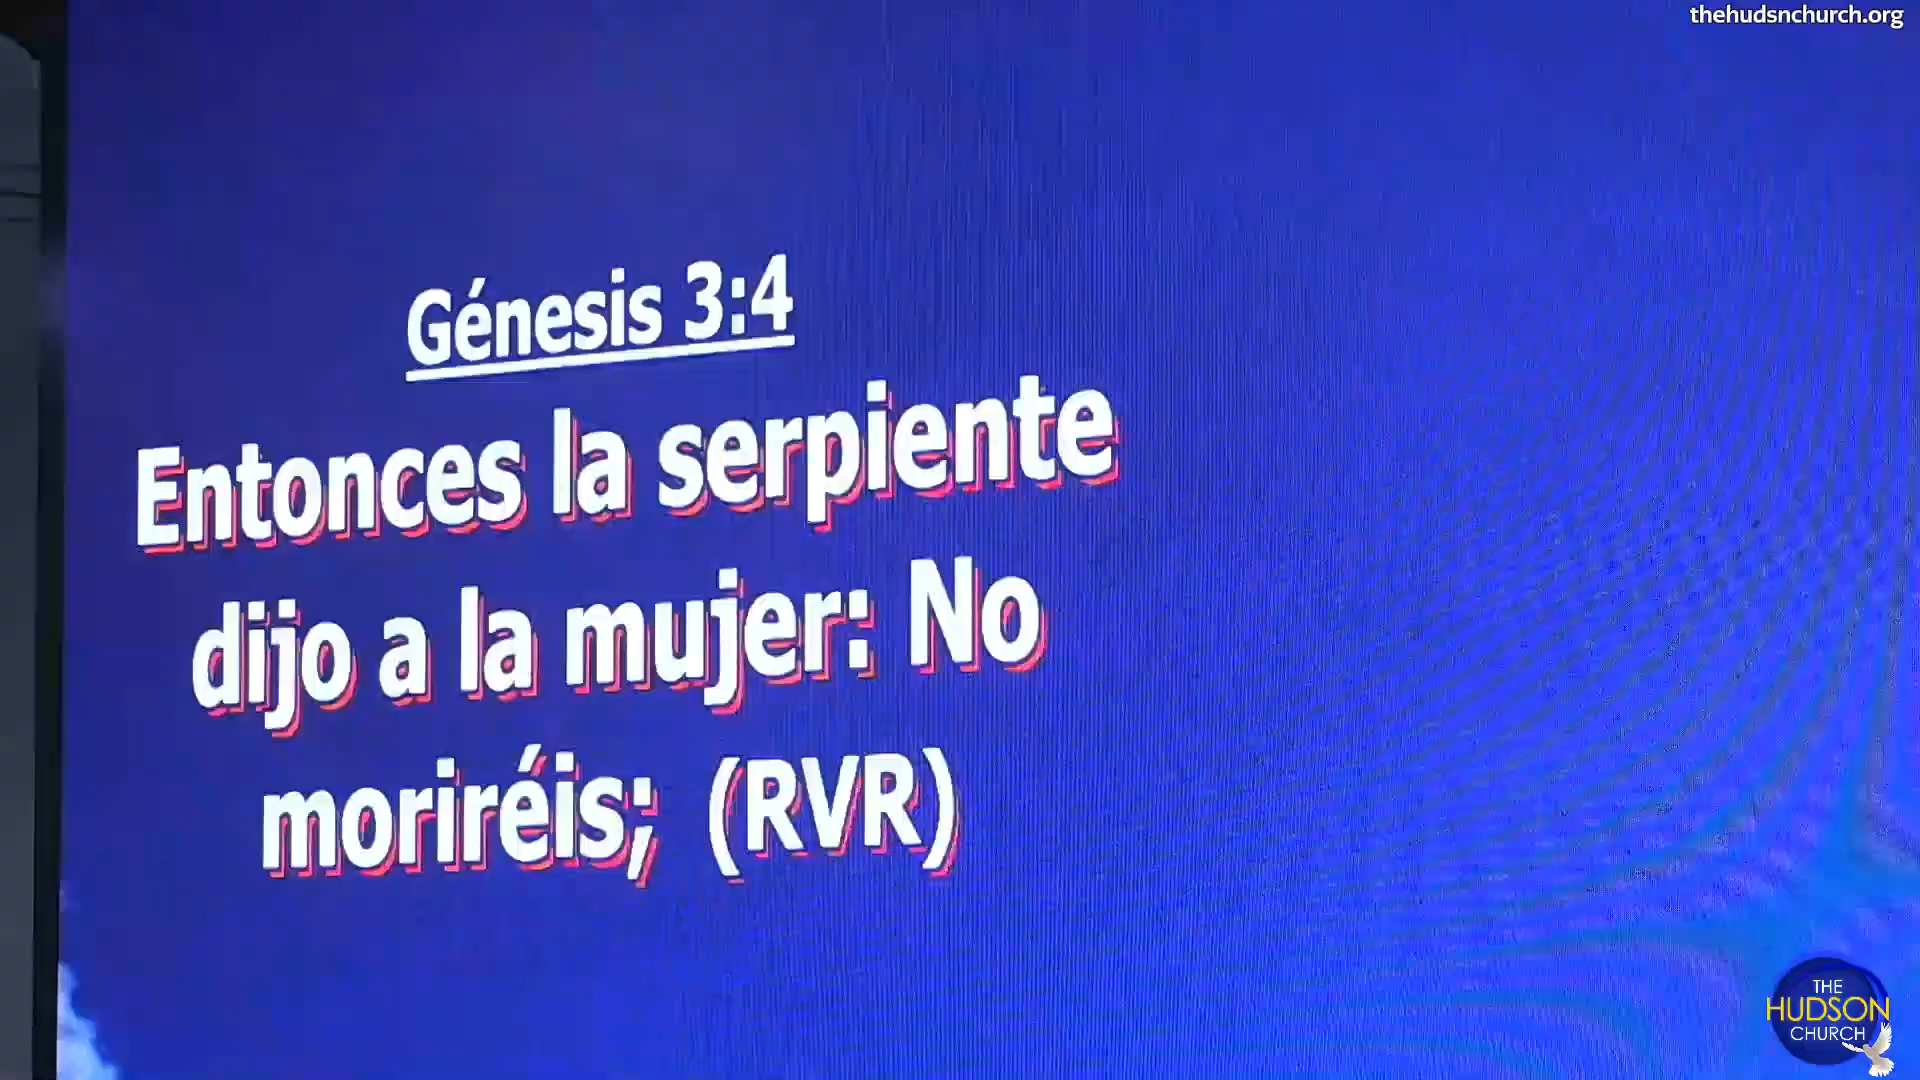 thehudsnchurch.org
Génesis 3:4
Entonces la serpiente
dijo a la mujer: No
moriréis; (RVR)
THE
HUDSON
CHURCH